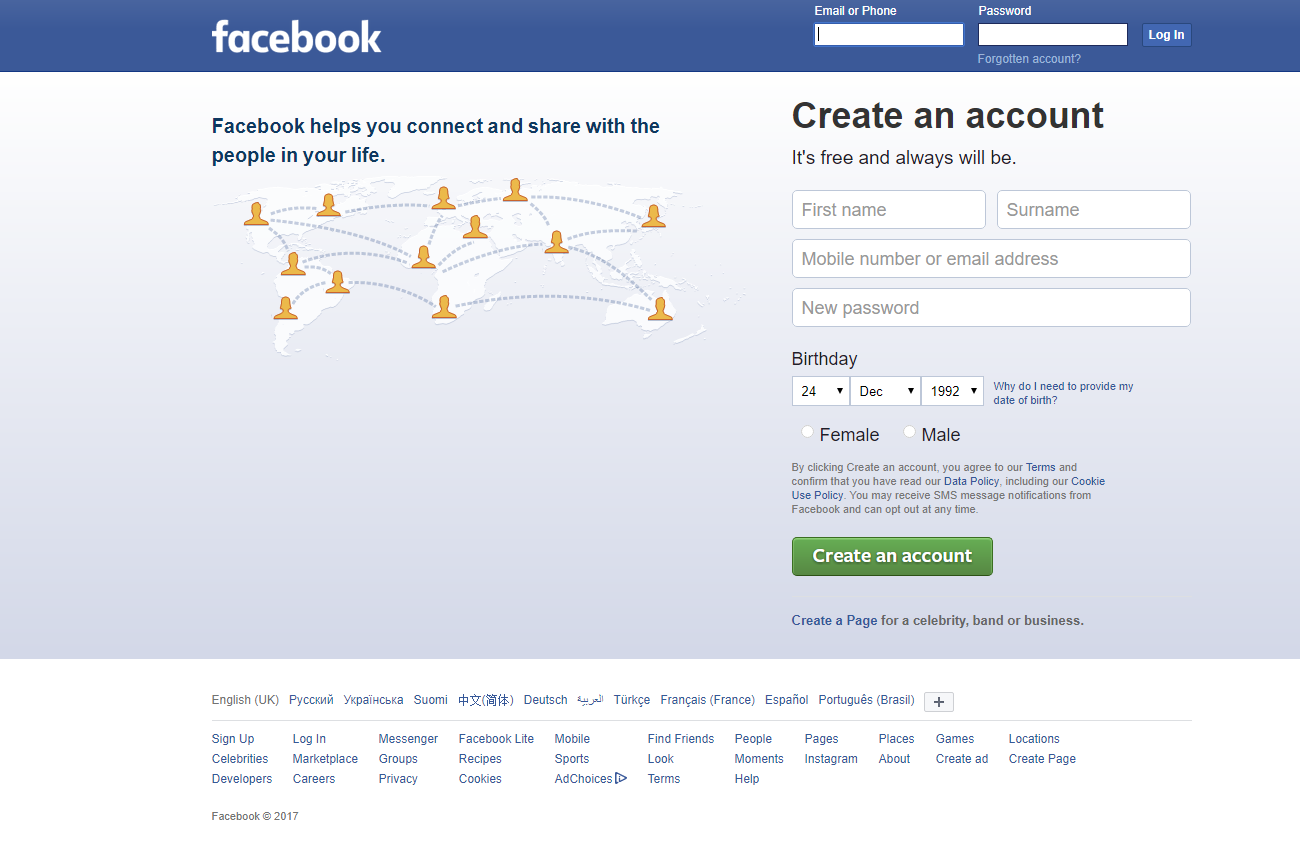 facebook
Email or Phone
Password
Log In
Forgotten account?
Facebook helps you connect and share with the
people in your life.
Create an account
It's free and always will be.
First name
Surname
Mobile number or email address
New password
Birthday
24
Dec
1992
Why do I need to provide my
date of birth?
Female
Male
By clicking Create an account, you agree to our Terms and
confirm that you have read our Data Policy, including our Cookie
Use Policy. You may receive SMS message notifications from
Facebook and can opt out at any time.
Create an account
Create a Page for a celebrity, band or business.
English (UK) Русский Українська Suomi 中文(简体) Deutsch العربية Türkçe Français (France) Español Português (Brasil) +
Sign Up Log In Messenger Facebook Lite Mobile Find Friends People Pages Places Games Locations
Celebrities Marketplace Groups Recipes Sports Look Moments Instagram About Create ad Create Page
Developers Careers Privacy Cookies AdChoices Terms Help
Facebook © 2017